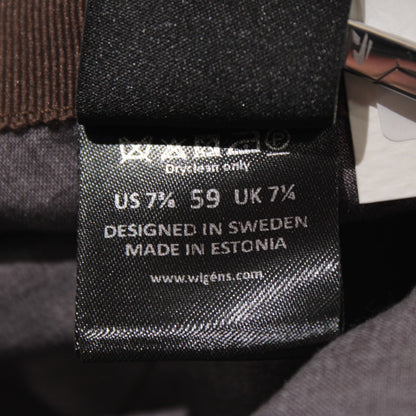 Dryclean only
US 7⅜ 59 UK 7¼
DESIGNED IN SWEDEN
MADE IN ESTONIA
www.wigens.com